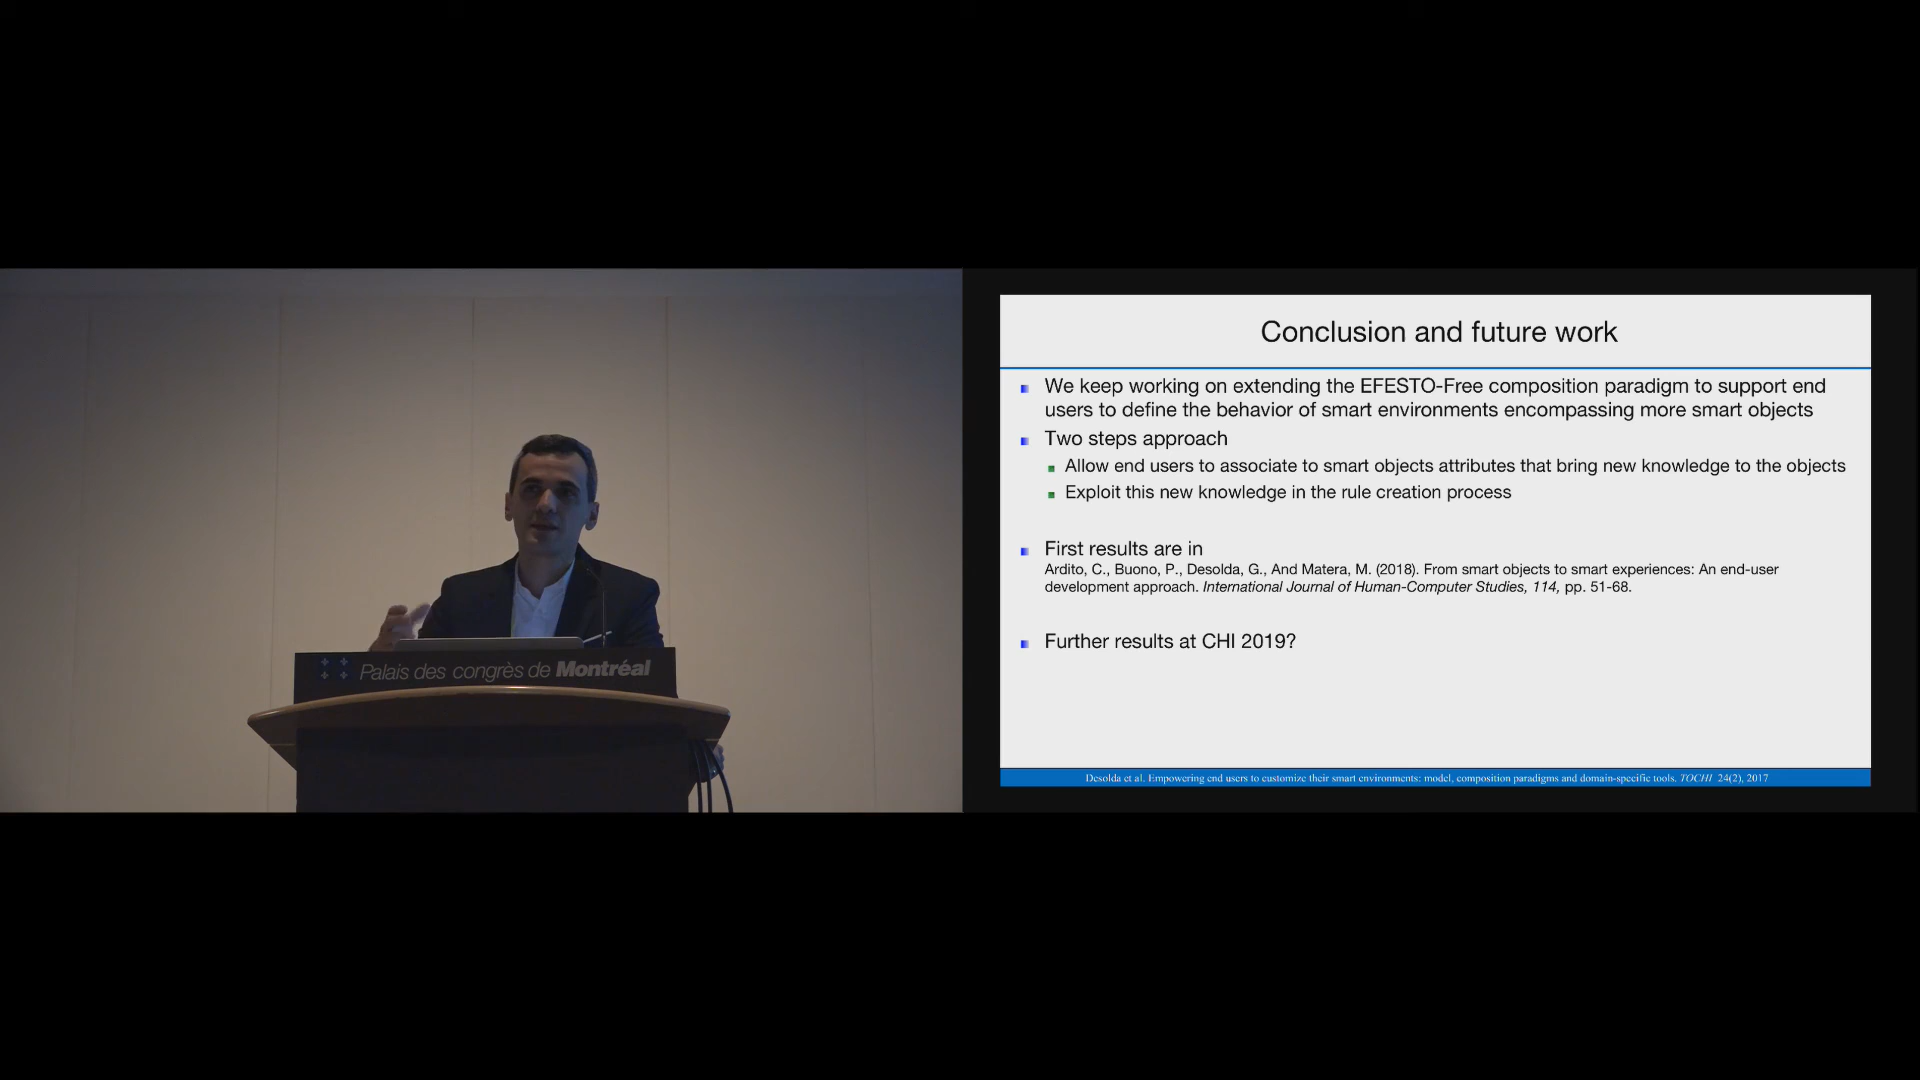 Palais des congrès de Montréal
Conclusion and future work
We keep working on extending the EFESTO-Free composition paradigm to support end
users to define the behavior of smart environments encompassing more smart objects
Two steps approach
Allow end users to associate to smart objects attributes that bring new knowledge to the objects
Exploit this new knowledge in the rule creation process
First results are in
Ardito, C., Buono, P., Desolda, G., And Matera, M. (2018). From smart objects to smart experiences: An end-user
development approach. International Journal of Human-Computer Studies, 114, pp. 51-68.
Further results at CHI 2019?
Desolda et al. Empowering end users to customize their smart environments: model, composition paradigms and domain-specific tools. TOCHI 24(2), 2017